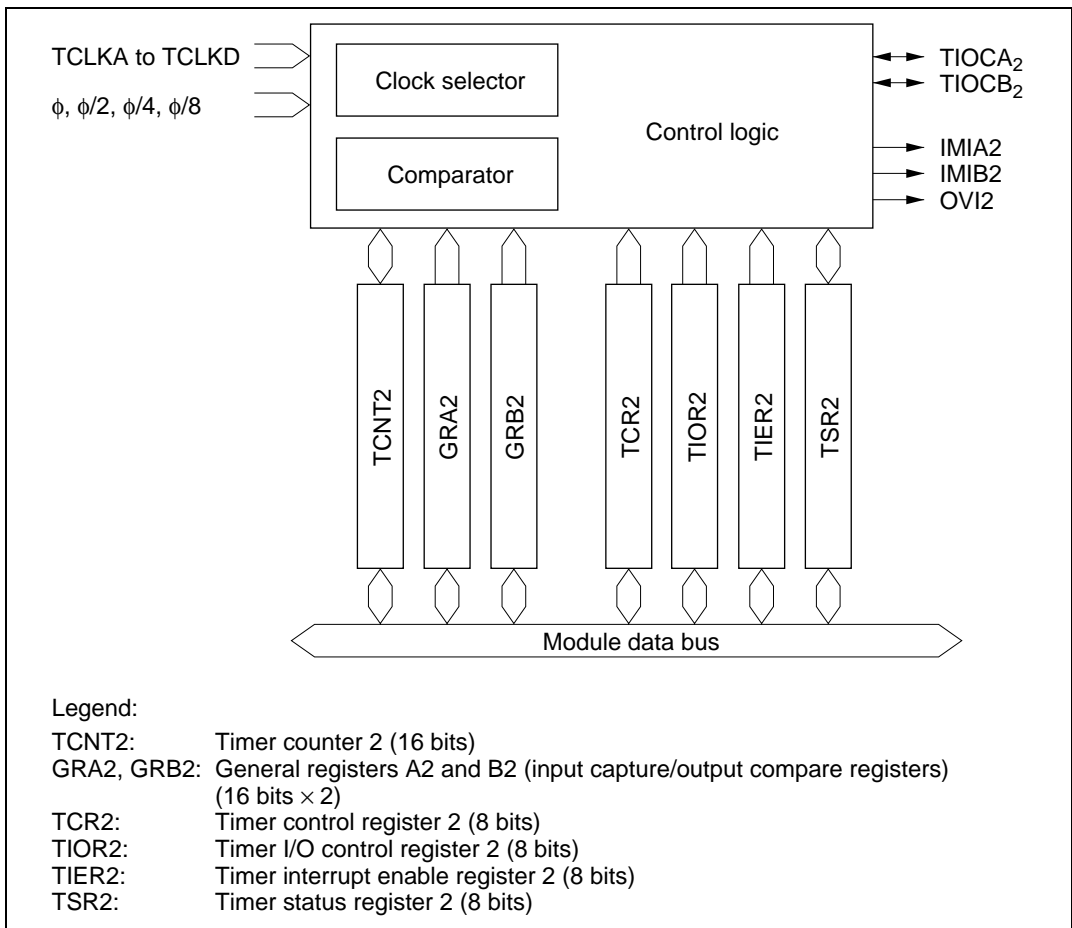 TCLKA to TCLKD
ϕ, ϕ/2, ϕ/4, ϕ/8
Clock selector
Comparator
Control logic
TIOCA₂
TIOCB₂
IMIA2
IMIB2
OVI2
TCNT2
GRA2
GRB2
TCR2
TIOR2
TIER2
TSR2
Module data bus
Legend:
TCNT2: Timer counter 2 (16 bits)
GRA2, GRB2: General registers A2 and B2 (input capture/output compare registers)
(16 bits × 2)
TCR2: Timer control register 2 (8 bits)
TIOR2: Timer I/O control register 2 (8 bits)
TIER2: Timer interrupt enable register 2 (8 bits)
TSR2: Timer status register 2 (8 bits)